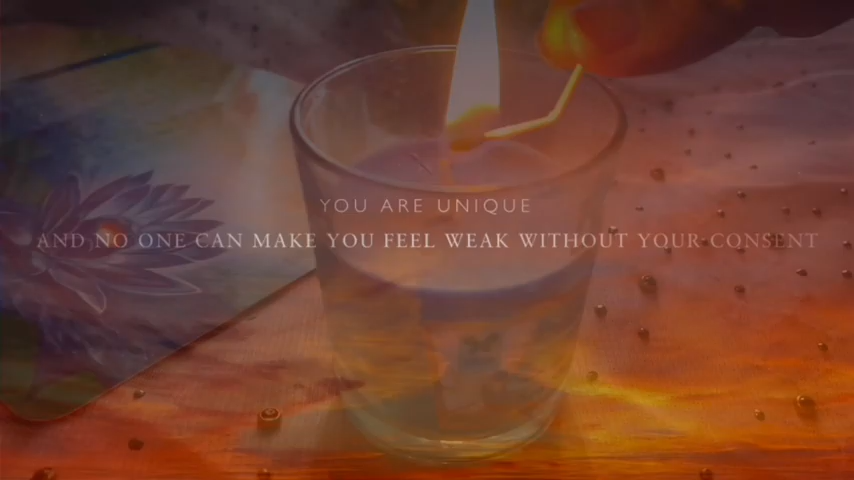 YOU ARE UNIQUE
AND NO ONE CAN MAKE YOU FEEL WEAK WITHOUT YOUR CONSENT